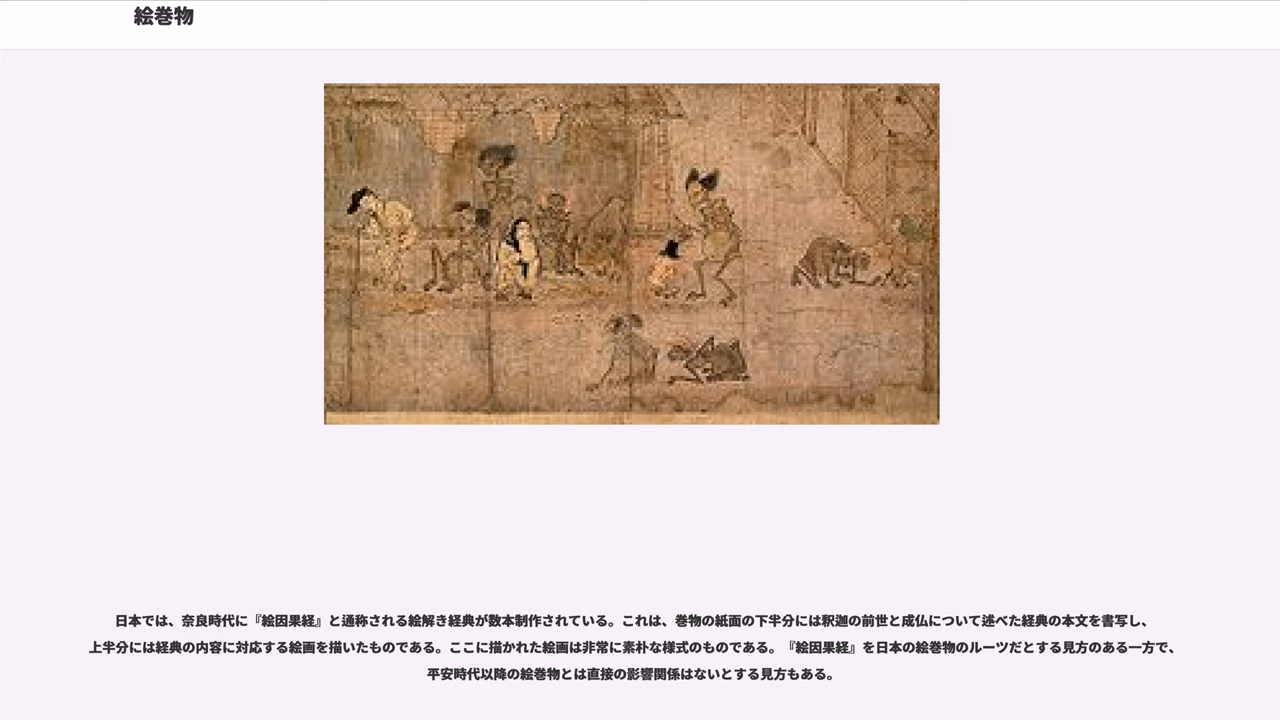 絵巻物
日本では、奈良時代に『絵因果経』と通称される絵解き経典が数本制作されている。これは、巻物の紙面の下半分には釈迦の前世と成仏について述べた経典の本文を書写し、
上半分には経典の内容に対応する絵画を描いたものである。ここに描かれた絵画は非常に素朴な様式のものである。『絵因果経』を日本の絵巻物のルーツだとする見方のある一方で、
平安時代以降の絵巻物とは直接の影響関係はないとする見方もある。